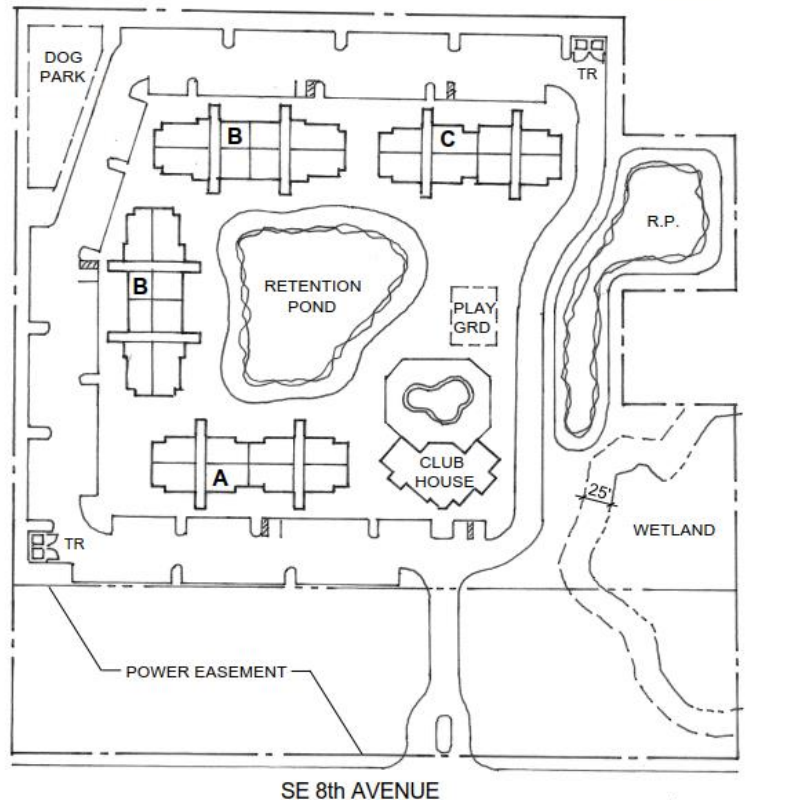 DOG
PARK
TR
B
C
R.P.
B
RETENTION
POND
PLAY
GRD
A
CLUB
HOUSE
25'
WETLAND
TR
POWER EASEMENT
SE 8th AVENUE